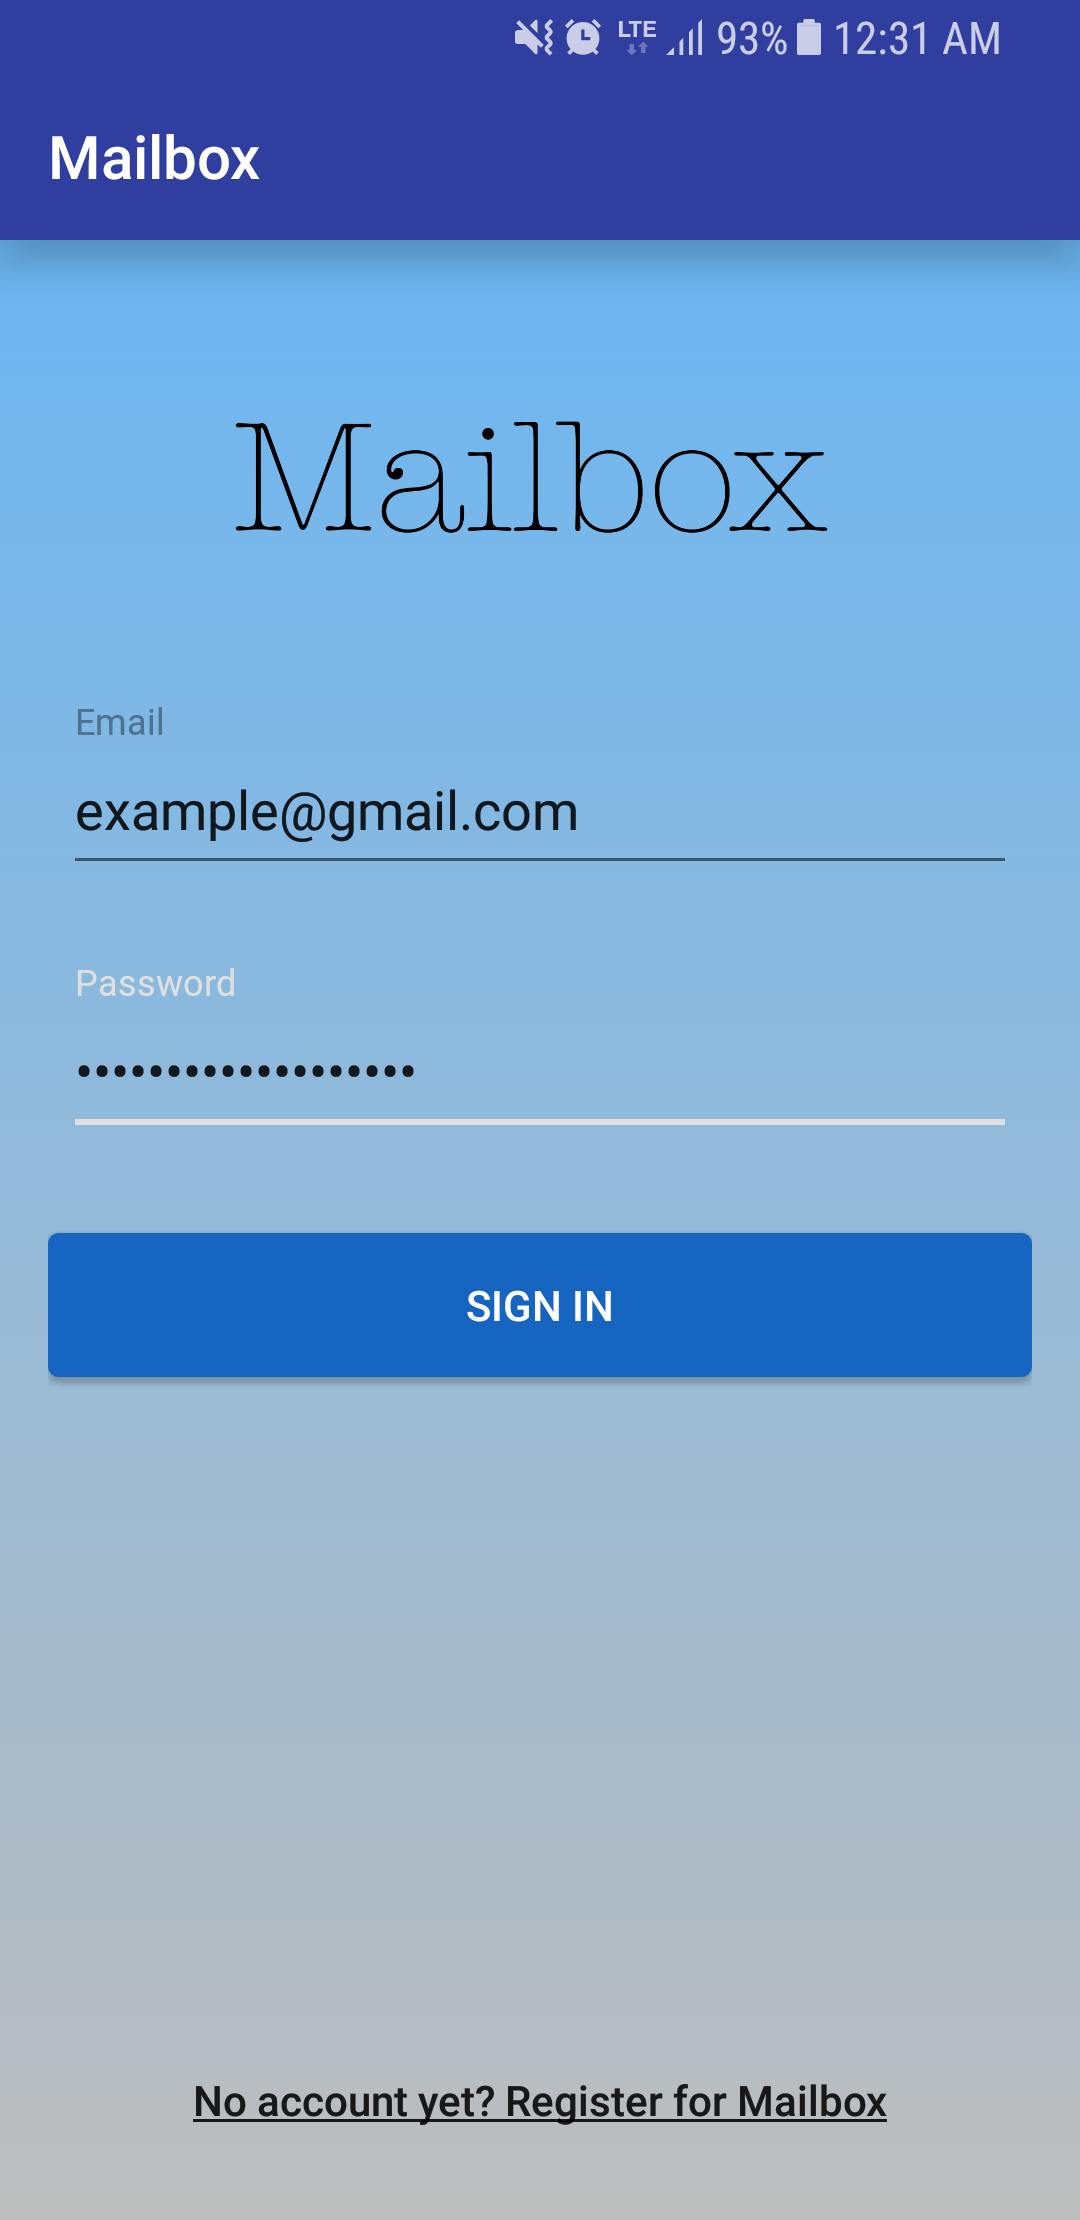 LTE 93% 12:31 AM
Mailbox
Mailbox
Email
example@gmail.com
Password
•••••••••••••••••••
SIGN IN
No account yet? Register for Mailbox